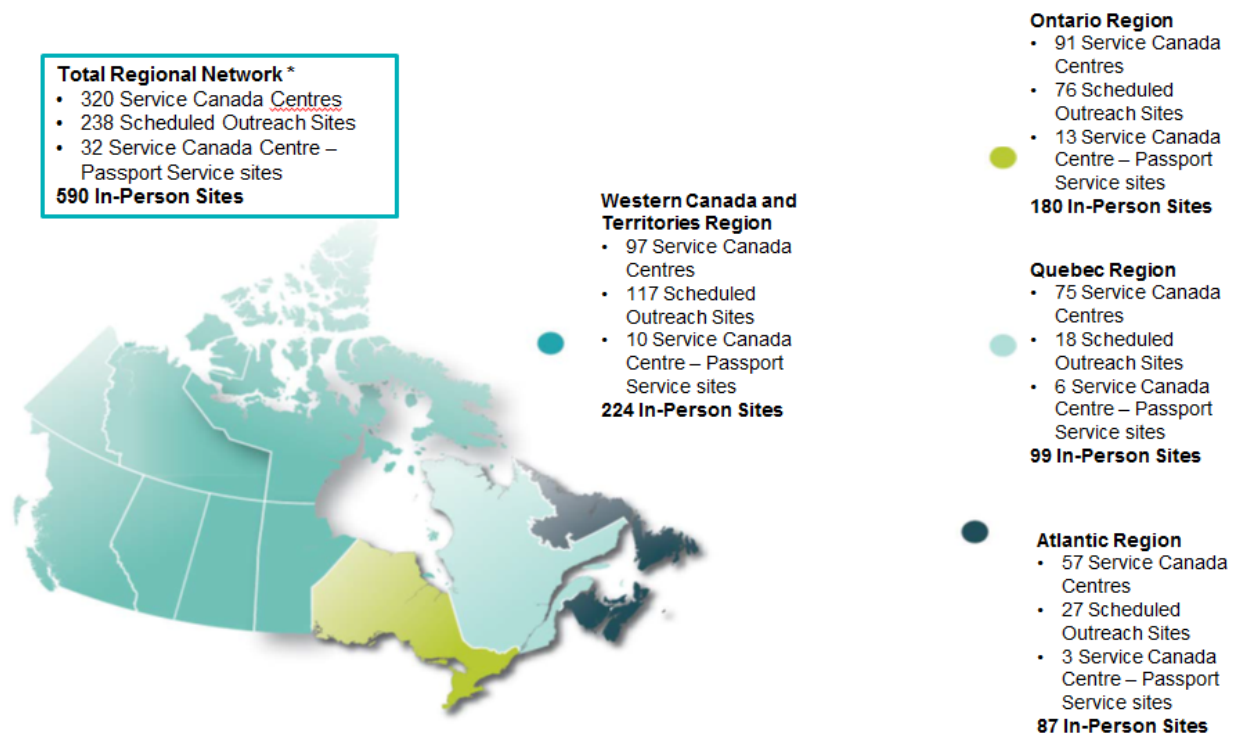 Total Regional Network *
• 320 Service Canada Centres
• 238 Scheduled Outreach Sites
• 32 Service Canada Centre –
Passport Service sites
590 In-Person Sites
Western Canada and
Territories Region
• 97 Service Canada
Centres
• 117 Scheduled
Outreach Sites
• 10 Service Canada
Centre – Passport
Service sites
224 In-Person Sites
Ontario Region
• 91 Service Canada
Centres
• 76 Scheduled
Outreach Sites
• 13 Service Canada
Centre – Passport
Service sites
180 In-Person Sites
Quebec Region
• 75 Service Canada
Centres
• 18 Scheduled
Outreach Sites
• 6 Service Canada
Centre – Passport
Service sites
99 In-Person Sites
Atlantic Region
• 57 Service Canada
Centres
• 27 Scheduled
Outreach Sites
• 3 Service Canada
Centre – Passport
Service sites
87 In-Person Sites